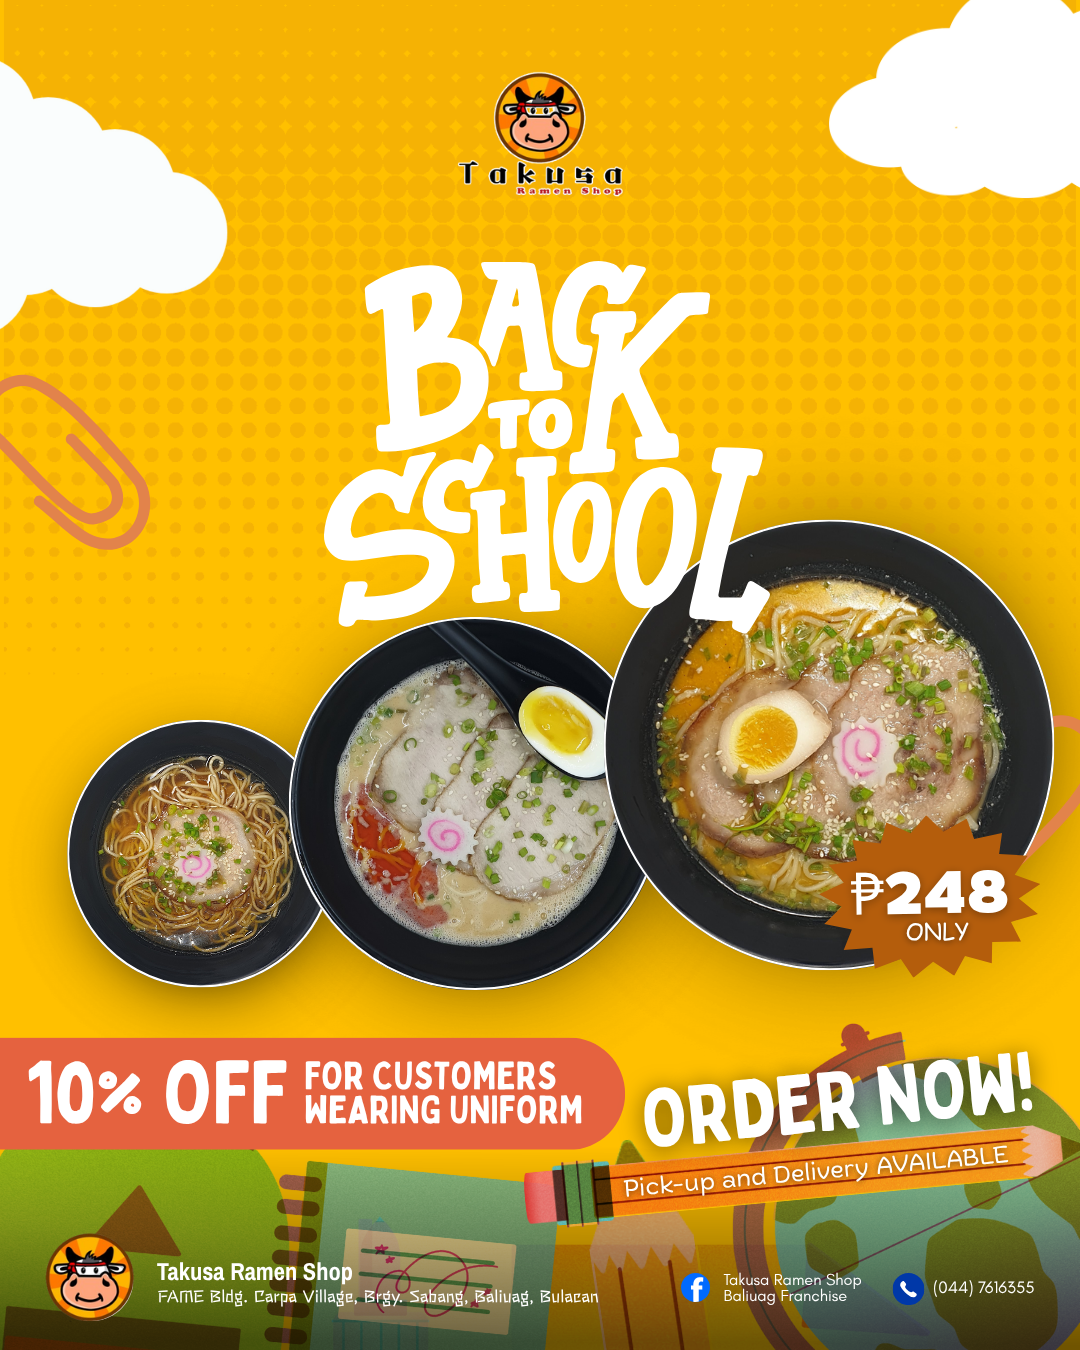 Takusa
Ramen Shop
BACK
TO
SCHOOL
₱248
ONLY
10% OFF
FOR CUSTOMERS
WEARING UNIFORM
ORDER NOW!
Pick-up and Delivery AVAILABLE
Takusa Ramen Shop
FAME Bldg. Carpa Village, Brgy. Sabang, Baliuag, Bulacan
Takusa Ramen Shop
Baliuag Franchise
(044) 7616355